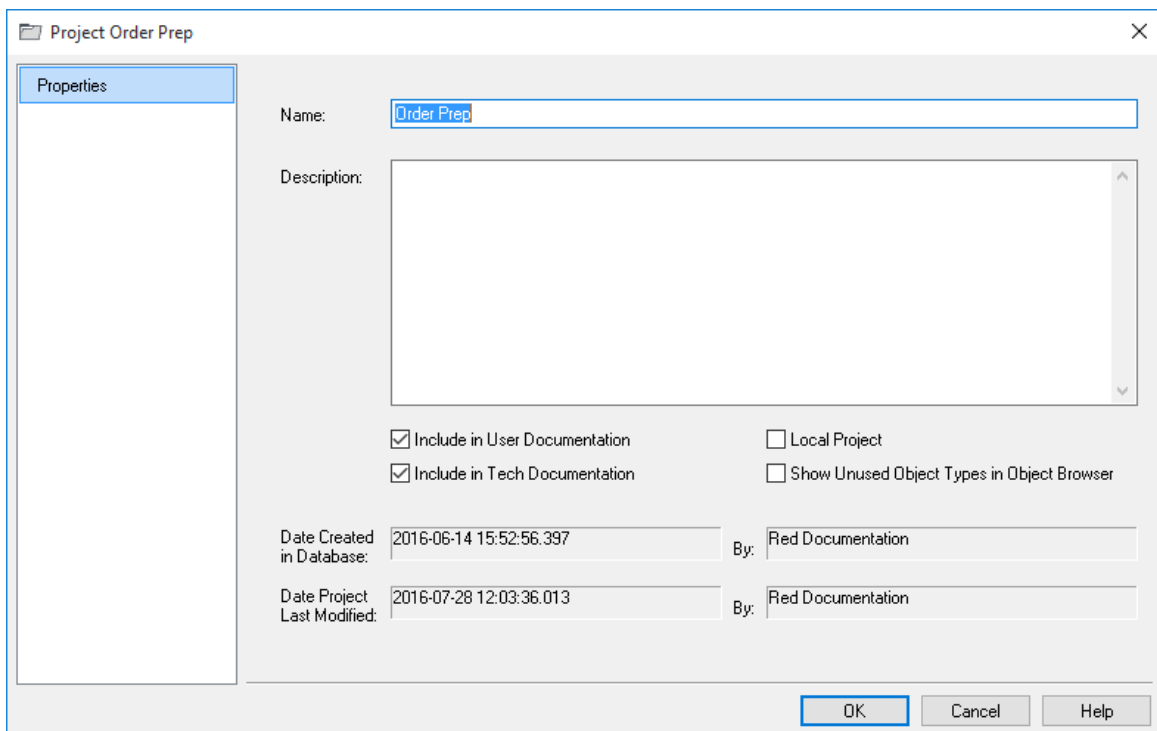 Project Order Prep
Properties
Name:
Order Prep
Description:
Include in User Documentation
Local Project
Include in Tech Documentation
Show Unused Object Types in Object Browser
Date Created
in Database:
2016-06-14 15:52:56.397
By:
Red Documentation
Date Project
Last Modified:
2016-07-28 12:03:36.013
By:
Red Documentation
OK
Cancel
Help